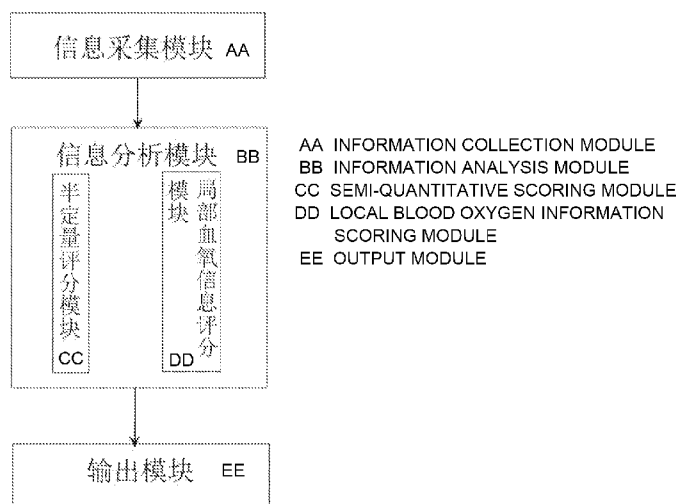 信息采集模块 AA
信息分析模块 BB
半定量评分模块 CC
局部血氧信息评分
模块 DD
输出模块 EE
AA INFORMATION COLLECTION MODULE
BB INFORMATION ANALYSIS MODULE
CC SEMI-QUANTITATIVE SCORING MODULE
DD LOCAL BLOOD OXYGEN INFORMATION
SCORING MODULE
EE OUTPUT MODULE